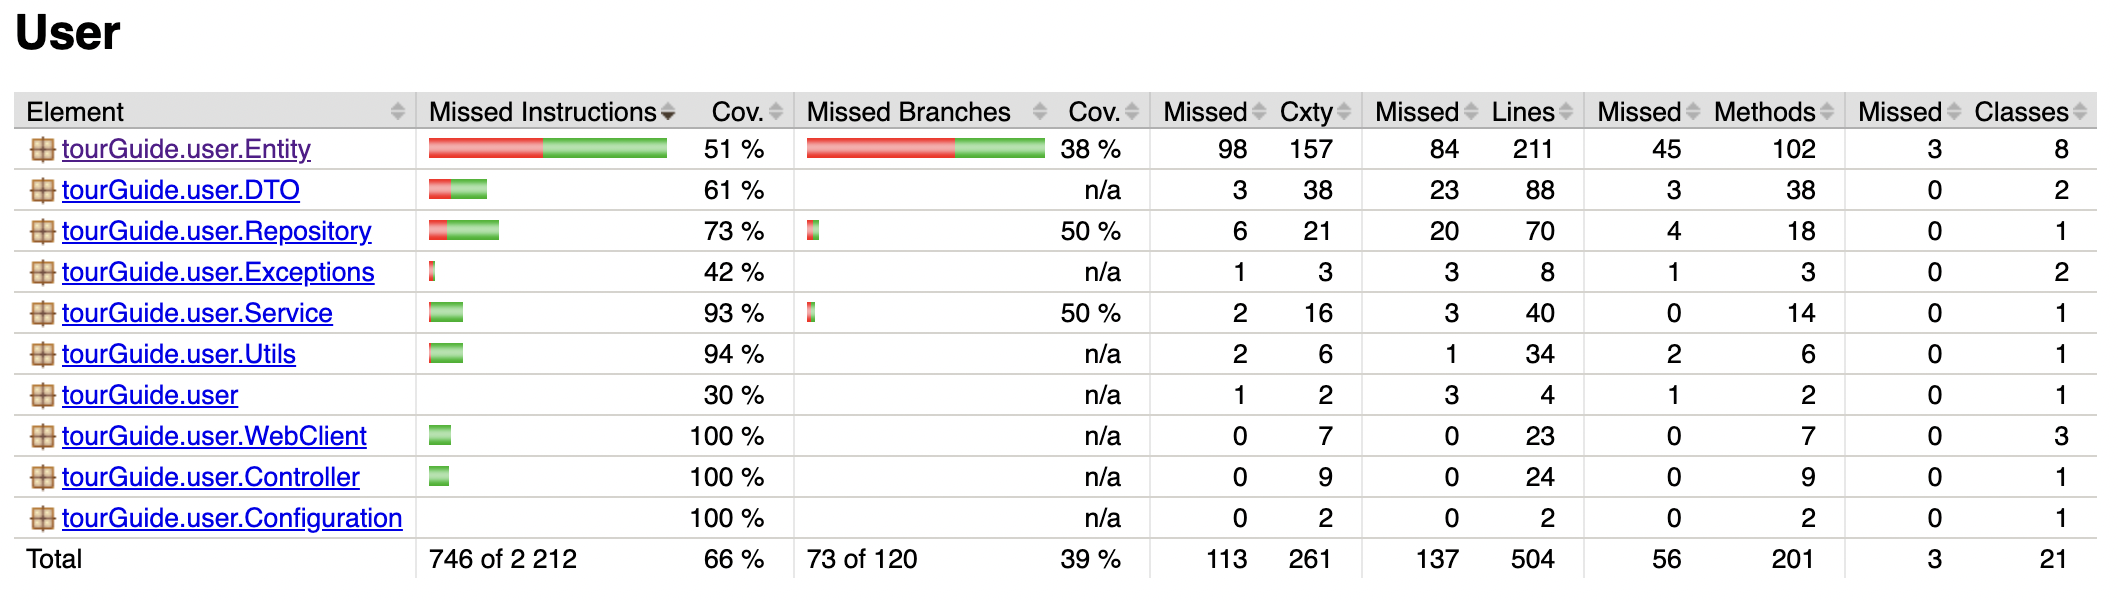 User
Element Missed Instructions Cov. Missed Branches Cov. Missed Cxty Missed Lines Missed Methods Missed Classes
tourGuide.user.Entity 51 % 38 % 98 157 84 211 45 102 3 8
tourGuide.user.DTO 61 % n/a 3 38 23 88 3 38 0 2
tourGuide.user.Repository 73 % 50 % 6 21 20 70 4 18 0 1
tourGuide.user.Exceptions 42 % n/a 1 3 3 8 1 3 0 2
tourGuide.user.Service 93 % 50 % 2 16 3 40 0 14 0 1
tourGuide.user.Utils 94 % n/a 2 6 1 34 2 6 0 1
tourGuide.user 30 % n/a 1 2 3 4 1 2 0 1
tourGuide.user.WebClient 100 % n/a 0 7 0 23 0 7 0 3
tourGuide.user.Controller 100 % n/a 0 9 0 24 0 9 0 1
tourGuide.user.Configuration 100 % n/a 0 2 0 2 0 2 0 1
Total 746 of 2 212 66 % 73 of 120 39 % 113 261 137 504 56 201 3 21